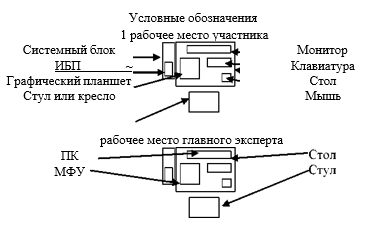 Условные обозначения
1 рабочее место участника
Системный блок
ИБП ~
Графический планшет
Стул или кресло
Монитор
Клавиатура
Стол
Мышь
рабочее место главного эксперта
ПК
МФУ
Стол
Стул